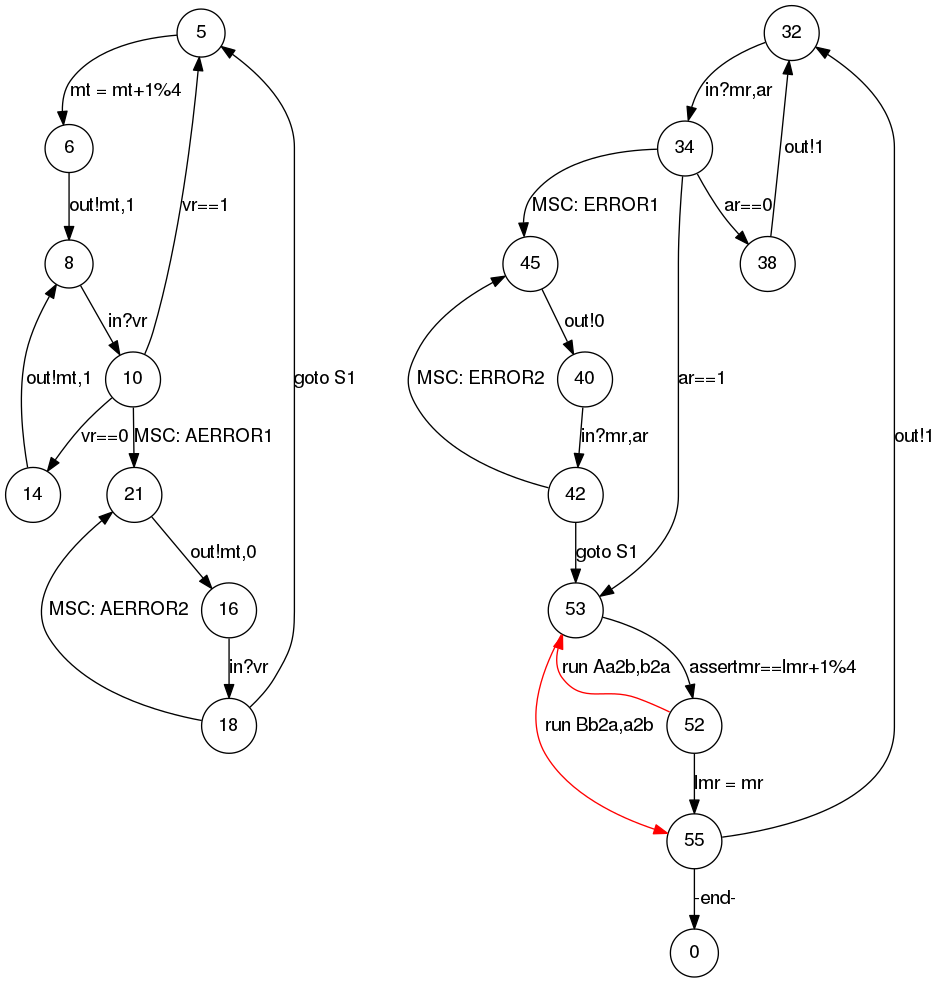 5
32
mt = mt+1%4
in?mr,ar
6
34
out!1
out!mt,1
vr==1
MSC: ERROR1
ar==0
8
45
38
in?vr
out!0
10
40
out!mt,1
goto S1
MSC: ERROR2
ar==1
vr==0
MSC: AERROR1
in?mr,ar
out!1
14
21
42
out!mt,0
goto S1
MSC: AERROR2
16
53
in?vr
run Aa2b,b2a
assertmr==lmr+1%4
18
run Bb2a,a2b
52
lmr = mr
55
-end-
0